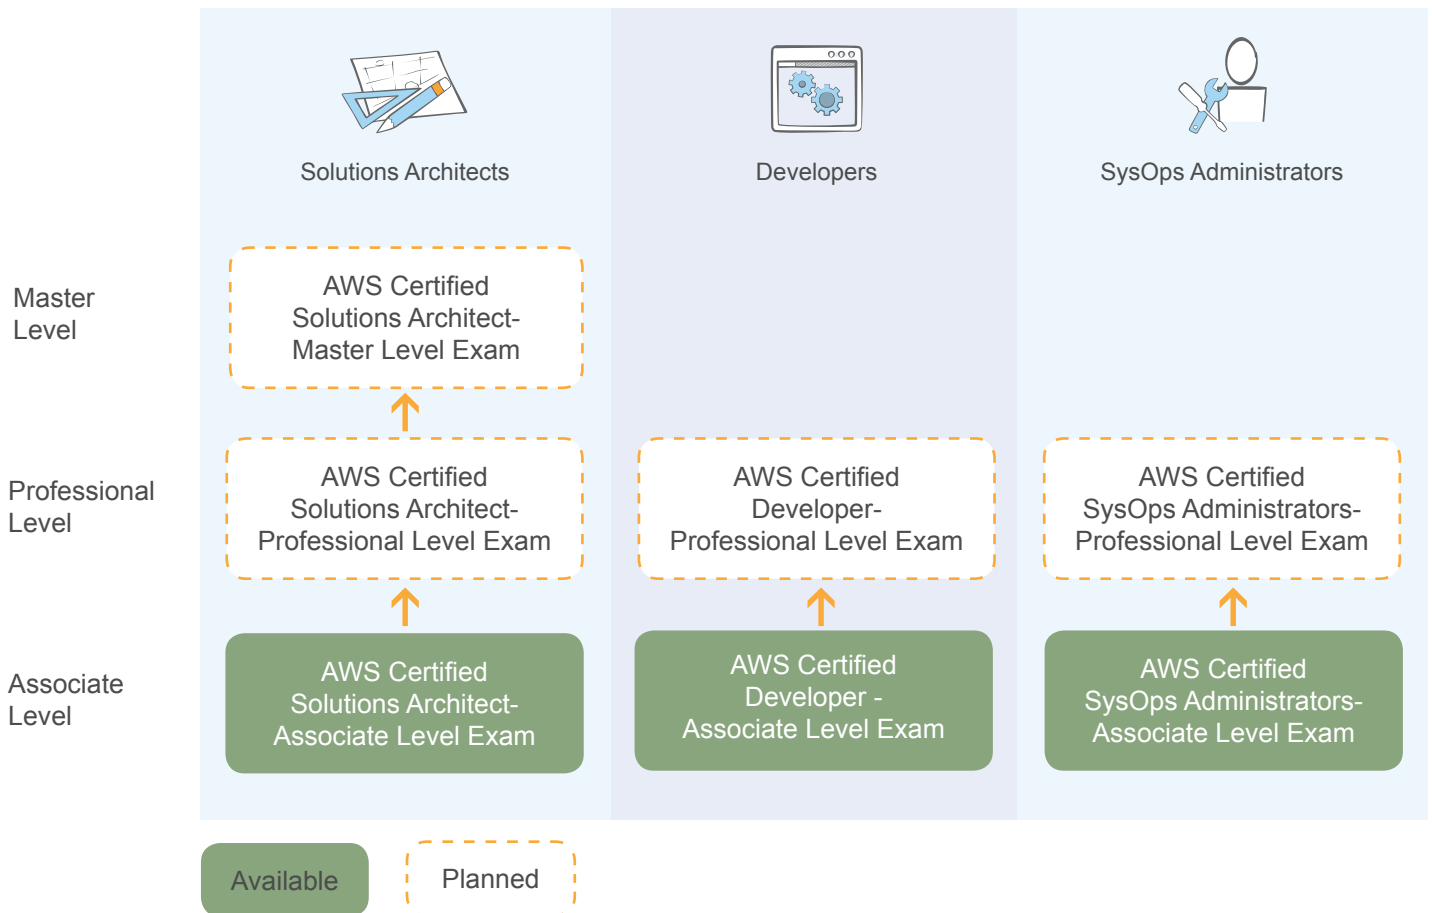 Solutions Architects
Developers
SysOps Administrators
Master
Level
AWS Certified
Solutions Architect-
Master Level Exam
Professional
Level
AWS Certified
Solutions Architect-
Professional Level Exam
AWS Certified
Developer-
Professional Level Exam
AWS Certified
SysOps Administrators-
Professional Level Exam
Associate
Level
AWS Certified
Solutions Architect-
Associate Level Exam
AWS Certified
Developer -
Associate Level Exam
AWS Certified
SysOps Administrators-
Associate Level Exam
Available
Planned